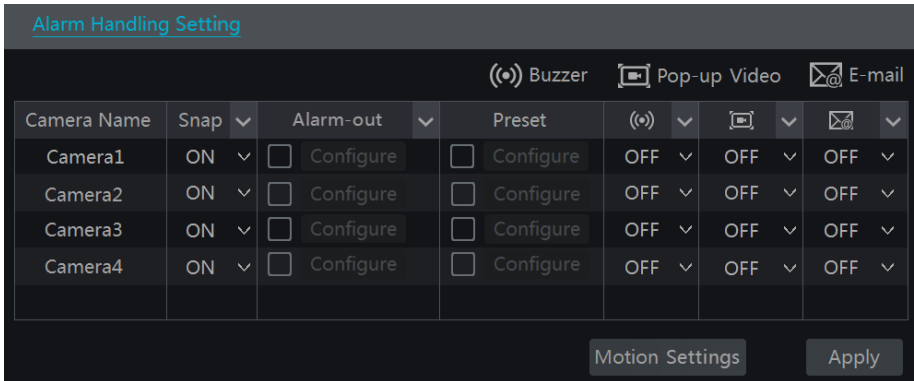 Alarm Handling Setting
Buzzer Pop-up Video E-mail
Camera Name Snap Alarm-out Preset
Camera1 ON Configure Configure OFF OFF OFF
Camera2 ON Configure Configure OFF OFF OFF
Camera3 ON Configure Configure OFF OFF OFF
Camera4 ON Configure Configure OFF OFF OFF
Motion Settings Apply